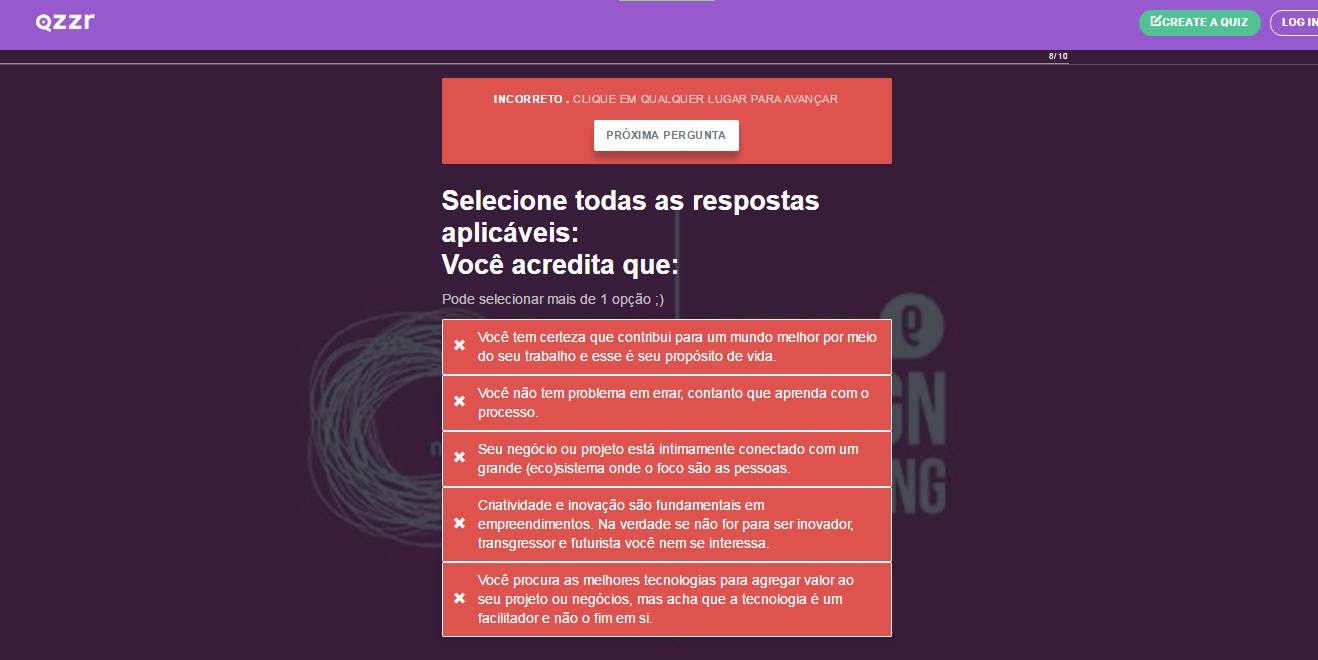 Qzzr
CREATE A QUIZ
LOG IN
8/10
INCORRETO . CLIQUE EM QUALQUER LUGAR PARA AVANÇAR
PRÓXIMA PERGUNTA
Selecione todas as respostas
aplicáveis:
Você acredita que:
Pode selecionar mais de 1 opção ;)
Você tem certeza que contribui para um mundo melhor por meio
do seu trabalho e esse é seu propósito de vida.
Você não tem problema em errar, contanto que aprenda com o
processo.
Seu negócio ou projeto está intimamente conectado com um
grande (eco)sistema onde o foco são as pessoas.
Criatividade e inovação são fundamentais em
empreendimentos. Na verdade se não for para ser inovador,
transgressor e futurista você nem se interessa.
Você procura as melhores tecnologias para agregar valor ao
seu projeto ou negócios, mas acha que a tecnologia é um
facilitador e não o fim em si.